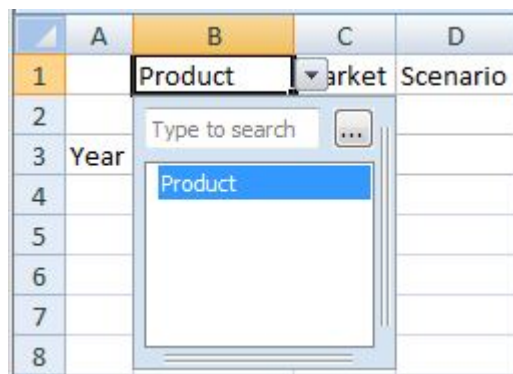 A B C D
1 Product arket Scenario
2 Type to search ...
3 Year
4 Product
5
6
7
8